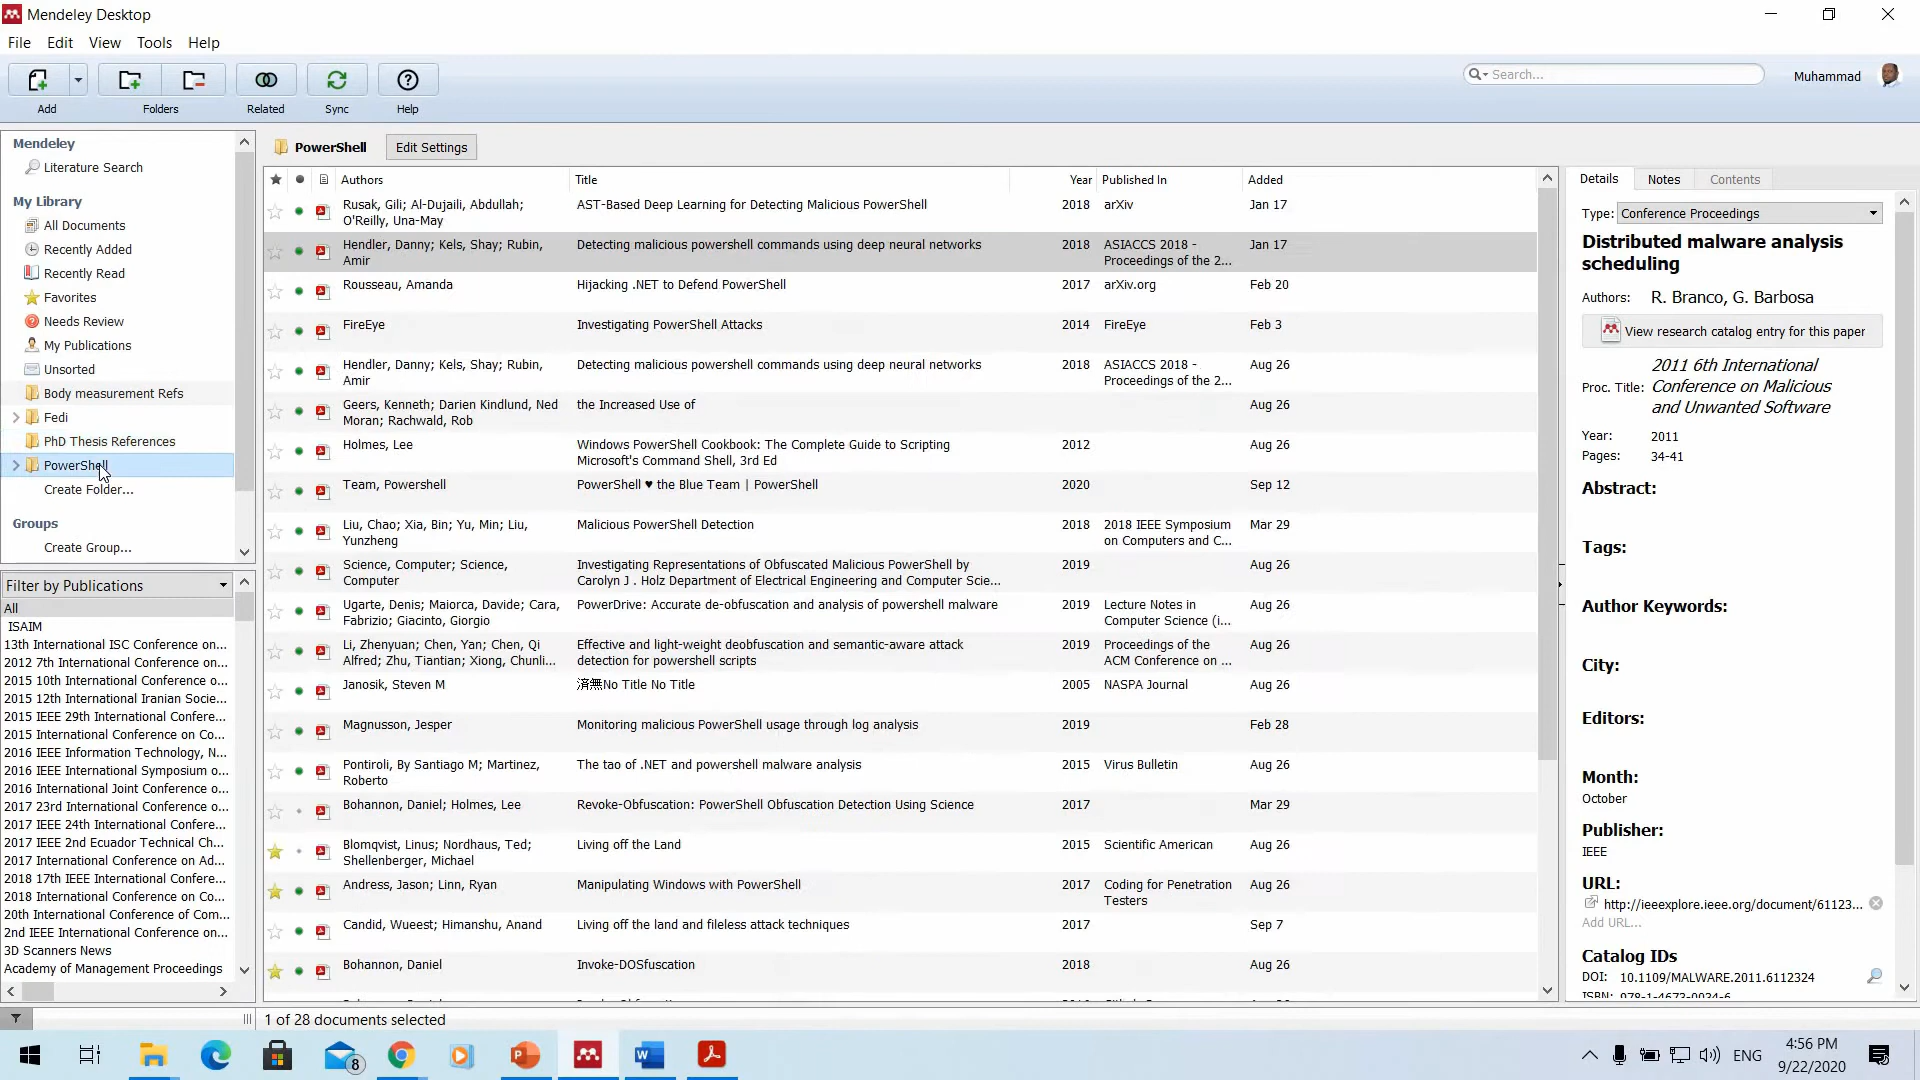 Mendeley Desktop
File Edit View Tools Help
Add Folders Related Sync Help
Search...
Muhammad
Mendeley
Literature Search
My Library
All Documents
Recently Added
Recently Read
Favorites
Needs Review
My Publications
Unsorted
Body measurement Refs
Fedi
PhD Thesis References
PowerShell
Create Folder...
Groups
Create Group...
Filter by Publications
All
ISAIM
13th International ISC Conference on...
2012 7th International Conference on...
2015 10th International Conference o...
2015 12th International Iranian Socie...
2015 IEEE 29th International Confere...
2015 International Conference on Co...
2016 IEEE Information Technology, N...
2016 IEEE International Symposium o...
2016 International Joint Conference o...
2017 23rd International Conference o...
2017 IEEE 24th International Confere...
2017 IEEE 2nd Ecuador Technical Ch...
2017 International Conference on Ad...
2018 17th IEEE International Confere...
2018 International Conference on Co...
20th International Conference of Com...
2nd IEEE International Conference on...
3D Scanners News
Academy of Management Proceedings
PowerShell Edit Settings
Authors Title Year Published In Added
Rusak, Gili; Al-Dujaili, Abdullah; AST-Based Deep Learning for Detecting Malicious PowerShell 2018 arXiv Jan 17
O'Reilly, Una-May
Hendler, Danny; Kels, Shay; Rubin, Detecting malicious powershell commands using deep neural networks 2018 ASIACCS 2018 - Jan 17
Amir Proceedings of the 2...
Rousseau, Amanda Hijacking .NET to Defend PowerShell 2017 arXiv.org Feb 20
FireEye Investigating PowerShell Attacks 2014 FireEye Feb 3
Hendler, Danny; Kels, Shay; Rubin, Detecting malicious powershell commands using deep neural networks 2018 ASIACCS 2018 - Aug 26
Amir Proceedings of the 2...
Geers, Kenneth; Darien Kindlund, Ned the Increased Use of Aug 26
Moran; Rachwald, Rob
Holmes, Lee Windows PowerShell Cookbook: The Complete Guide to Scripting 2012 Aug 26
Microsoft's Command Shell, 3rd Ed
Team, Powershell PowerShell ♥ the Blue Team | PowerShell 2020 Sep 12
Liu, Chao; Xia, Bin; Yu, Min; Liu, Malicious PowerShell Detection 2018 2018 IEEE Symposium Mar 29
Yunzheng on Computers and C...
Science, Computer; Science, Investigating Representations of Obfuscated Malicious PowerShell by 2019 Aug 26
Computer Carolyn J . Holz Department of Electrical Engineering and Computer Scie...
Ugarte, Denis; Maiorca, Davide; Cara, PowerDrive: Accurate de-obfuscation and analysis of powershell malware 2019 Lecture Notes in Aug 26
Fabrizio; Giacinto, Giorgio Computer Science (i...
Li, Zhenyuan; Chen, Yan; Chen, Qi Effective and light-weight deobfuscation and semantic-aware attack 2019 Proceedings of the Aug 26
Alfred; Zhu, Tiantian; Xiong, Chunli... detection for powershell scripts ACM Conference on ...
Janosik, Steven M 済無No Title No Title 2005 NASPA Journal Aug 26
Magnusson, Jesper Monitoring malicious PowerShell usage through log analysis 2019 Feb 28
Pontiroli, By Santiago M; Martinez, The tao of .NET and powershell malware analysis 2015 Virus Bulletin Aug 26
Roberto
Bohannon, Daniel; Holmes, Lee Revoke-Obfuscation: PowerShell Obfuscation Detection Using Science 2017 Mar 29
Blomqvist, Linus; Nordhaus, Ted; Living off the Land 2015 Scientific American Aug 26
Shellenberger, Michael
Andress, Jason; Linn, Ryan Manipulating Windows with PowerShell 2017 Coding for Penetration Aug 26
Testers
Candid, Wueest; Himanshu, Anand Living off the land and fileless attack techniques 2017 Sep 7
Bohannon, Daniel Invoke-DOSfuscation 2018 Aug 26
1 of 28 documents selected
Details Notes Contents
Type: Conference Proceedings
Distributed malware analysis
scheduling
Authors: R. Branco, G. Barbosa
View research catalog entry for this paper
2011 6th International
Proc. Title: Conference on Malicious
and Unwanted Software
Year: 2011
Pages: 34-41
Abstract:
Tags:
Author Keywords:
City:
Editors:
Month:
October
Publisher:
IEEE
URL:
http://ieeexplore.ieee.org/document/61123...
Add URL...
Catalog IDs
DOI: 10.1109/MALWARE.2011.6112324
ISBN: 978-1-4673-0034-6
8
ENG
4:56 PM
9/22/2020